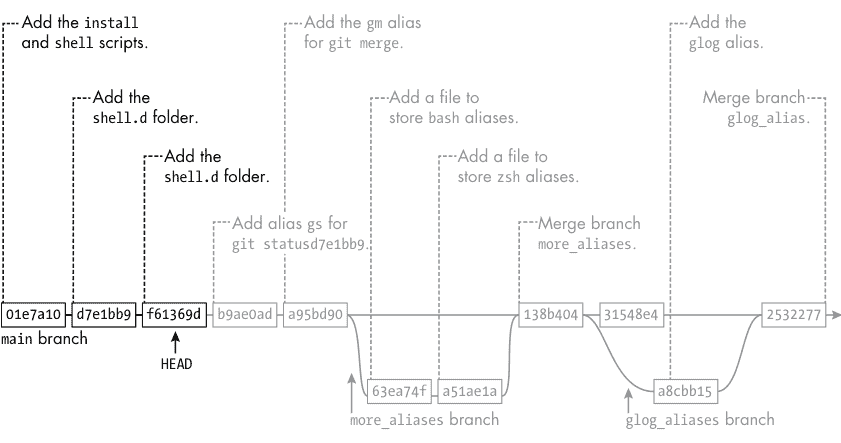 Add the install
and shell scripts.
Add the gm alias
for git merge.
Add the
glog alias.
Add the
shell.d folder.
Add a file to
store bash aliases.
Merge branch
glog_alias.
Add the
shell.d folder.
Add a file to
store zsh aliases.
Add alias gs for
git statusd7e1bb9.
Merge branch
more_aliases.
01e7a10
d7e1bb9
f61369d
b9ae0ad
a95bd90
138b404
31548e4
2532277
main branch
HEAD
63ea74f
a51ae1a
a8cbb15
more_aliases branch
glog_aliases branch